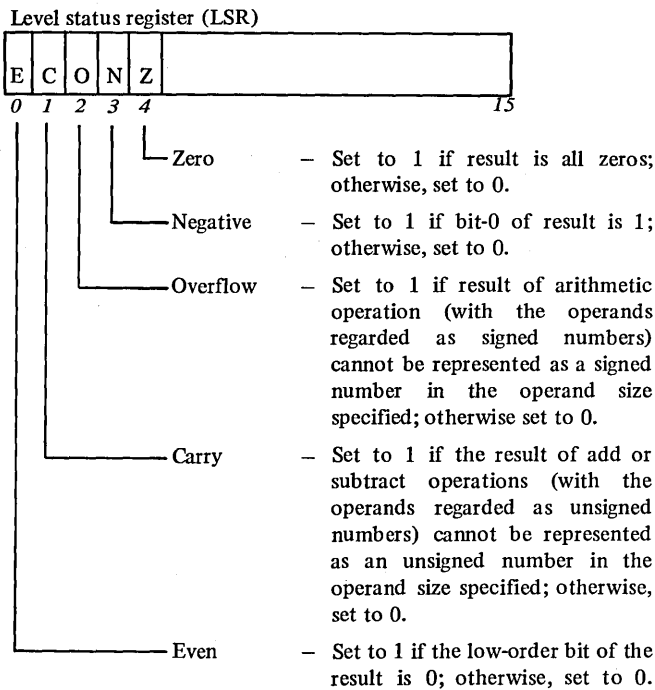 Level status register (LSR)
E C O N Z
0 1 2 3 4 15
Zero – Set to 1 if result is all zeros;
otherwise, set to 0.
Negative – Set to 1 if bit-0 of result is 1;
otherwise, set to 0.
Overflow – Set to 1 if result of arithmetic
operation (with the operands
regarded as signed numbers)
cannot be represented as a signed
number in the operand size
specified; otherwise set to 0.
Carry – Set to 1 if the result of add or
subtract operations (with the
operands regarded as unsigned
numbers) cannot be represented
as an unsigned number in the
operand size specified; otherwise,
set to 0.
Even – Set to 1 if the low-order bit of the
result is 0; otherwise, set to 0.